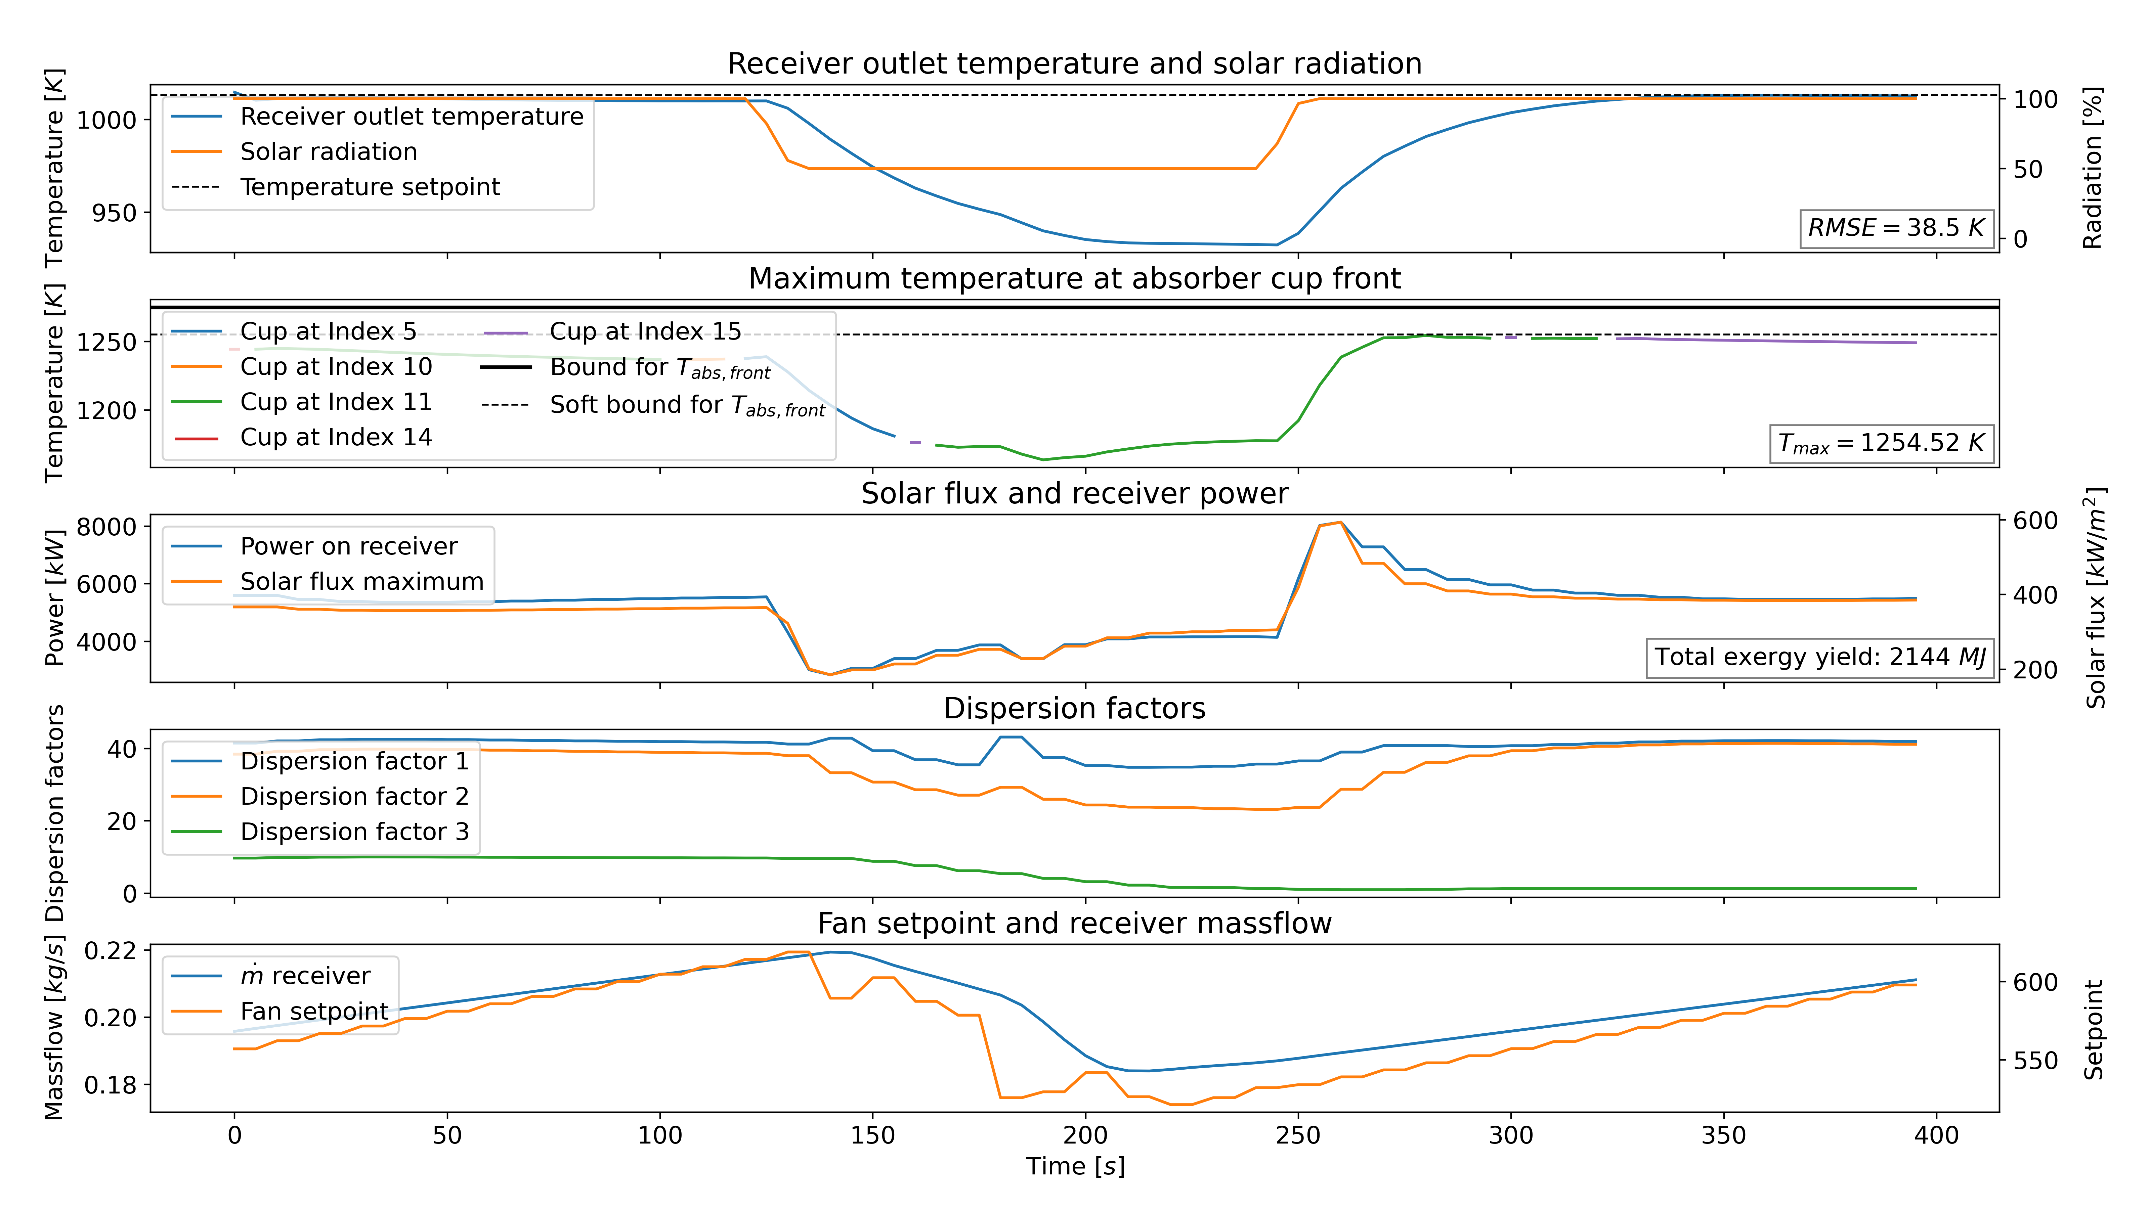 Receiver outlet temperature and solar radiation
Temperature [K]
1000
950
Receiver outlet temperature
Solar radiation
Temperature setpoint
RMSE = 38.5 K
100
50
0
Radiation [%]
Maximum temperature at absorber cup front
Temperature [K]
1250
1200
Cup at Index 5
Cup at Index 10
Cup at Index 11
Cup at Index 14
Cup at Index 15
Bound for T_abs,front
Soft bound for T_abs,front
T_max = 1254.52 K
Solar flux and receiver power
Power [kW]
8000
6000
4000
Power on receiver
Solar flux maximum
Total exergy yield: 2144 MJ
600
400
200
Solar flux [kW/m²]
Dispersion factors
Dispersion factors
40
20
0
Dispersion factor 1
Dispersion factor 2
Dispersion factor 3
Fan setpoint and receiver massflow
Massflow [kg/s]
0.22
0.20
0.18
ṁ receiver
Fan setpoint
600
550
Setpoint
0 50 100 150 200 250 300 350 400
Time [s]